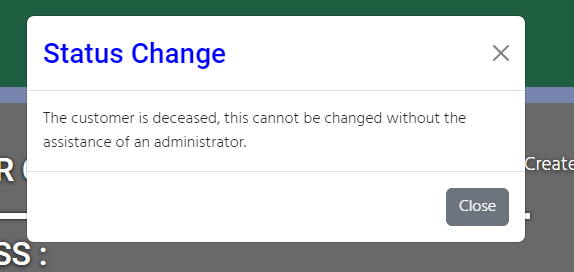 Status Change
The customer is deceased, this cannot be changed without the
assistance of an administrator.
Create
R
Close
SS :